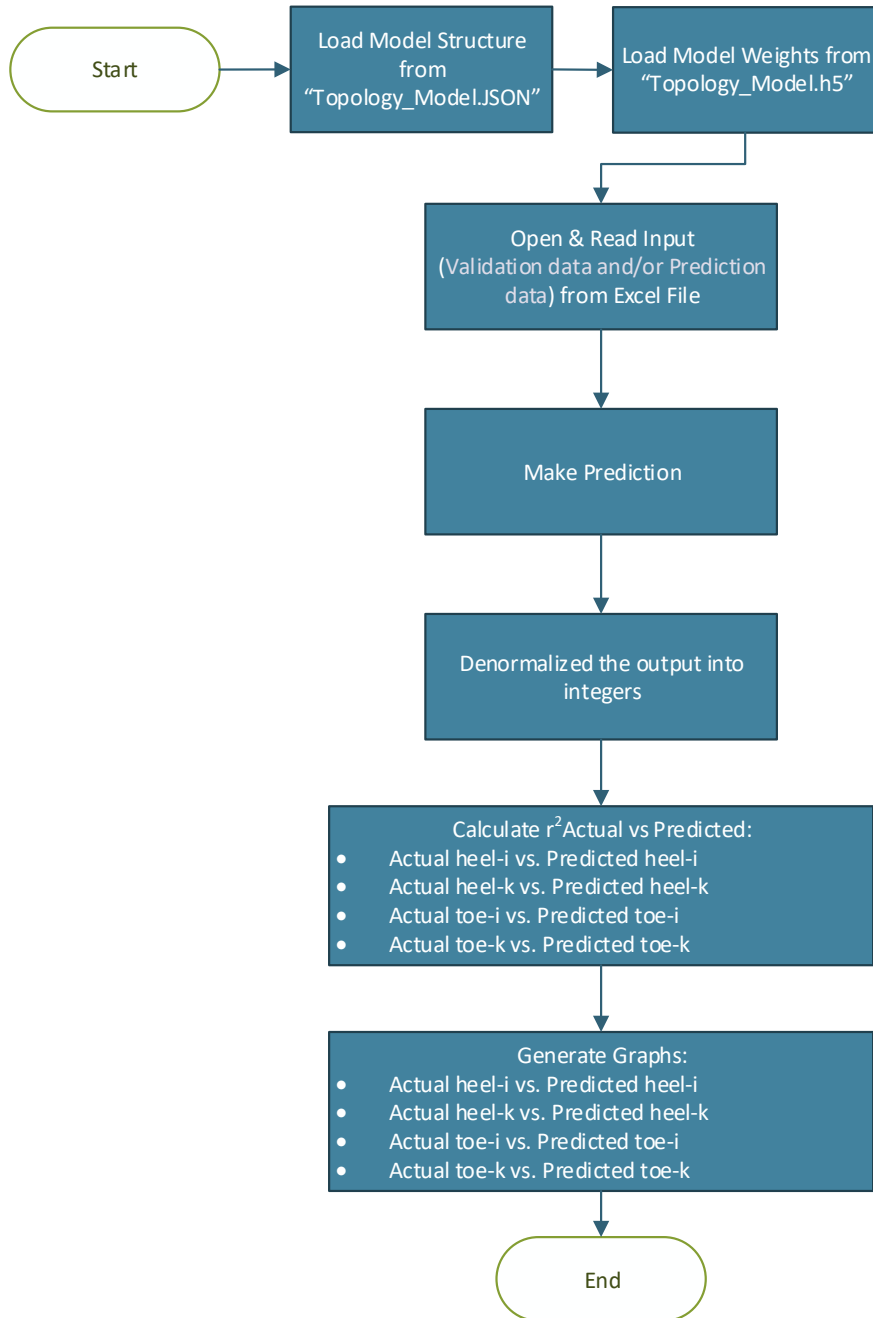 Start
Load Model Structure
from
“Topology_Model.JSON”
Load Model Weights from
“Topology_Model.h5”
Open & Read Input
(Validation data and/or Prediction
data) from Excel File
Make Prediction
Denormalized the output into
integers
Calculate r²Actual vs Predicted:
• Actual heel-i vs. Predicted heel-i
• Actual heel-k vs. Predicted heel-k
• Actual toe-i vs. Predicted toe-i
• Actual toe-k vs. Predicted toe-k
Generate Graphs:
• Actual heel-i vs. Predicted heel-i
• Actual heel-k vs. Predicted heel-k
• Actual toe-i vs. Predicted toe-i
• Actual toe-k vs. Predicted toe-k
End